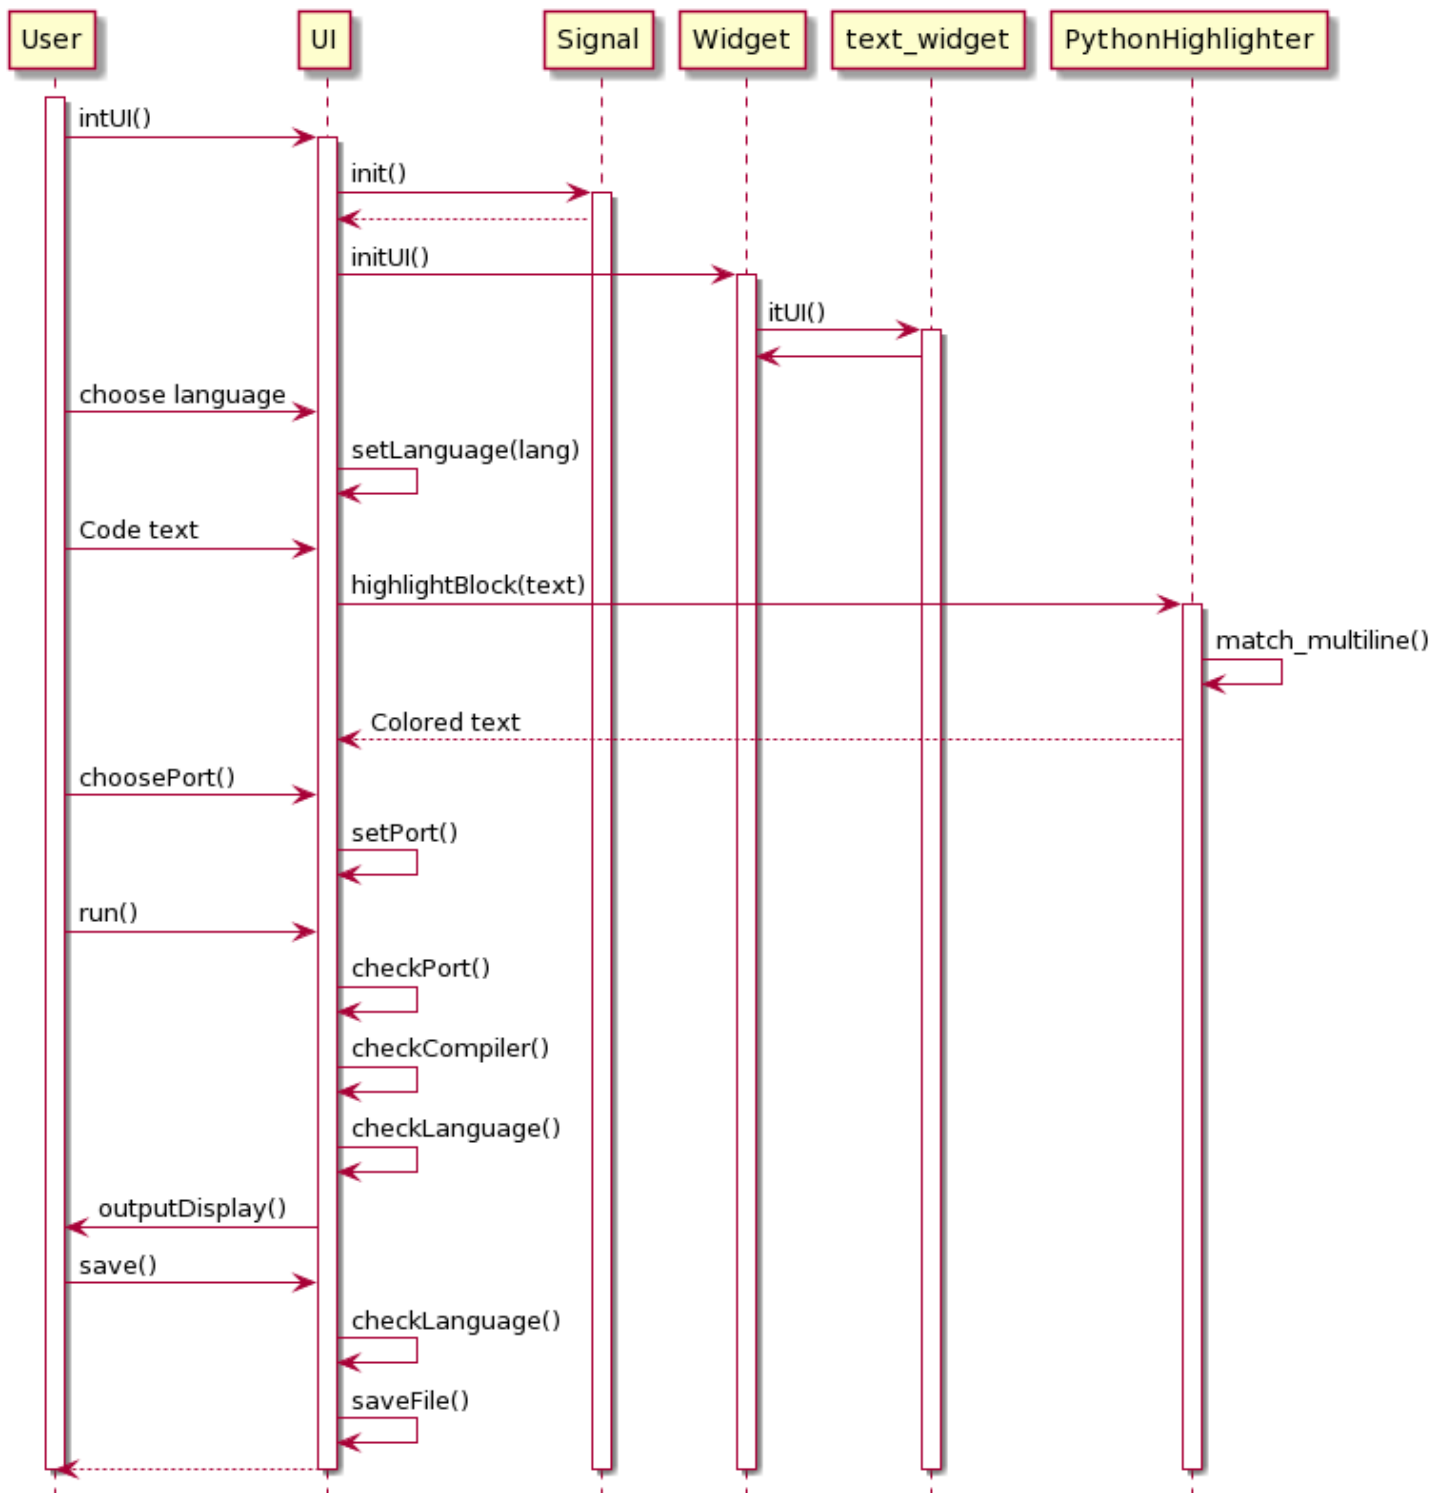 User
UI
Signal
Widget
text_widget
PythonHighlighter
intUI()
init()
initUI()
itUI()
choose language
setLanguage(lang)
Code text
highlightBlock(text)
match_multiline()
Colored text
choosePort()
setPort()
run()
checkPort()
checkCompiler()
checkLanguage()
outputDisplay()
save()
checkLanguage()
saveFile()